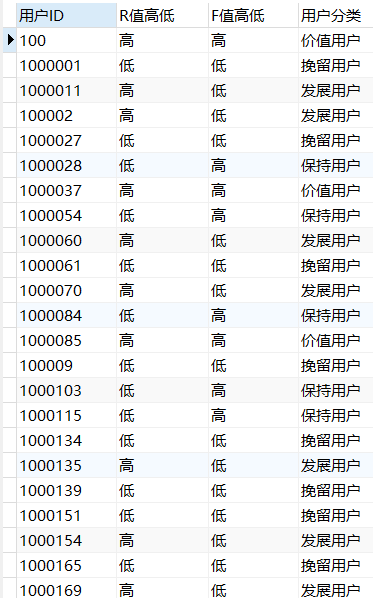 用户ID R值高低 F值高低 用户分类
100 高 高 价值用户
1000001 低 低 挽留用户
1000011 高 低 发展用户
100002 高 低 发展用户
1000027 低 低 挽留用户
1000028 低 高 保持用户
1000037 高 高 价值用户
1000054 低 高 保持用户
1000060 高 低 发展用户
1000061 低 低 挽留用户
1000070 高 低 发展用户
1000084 低 高 保持用户
1000085 高 高 价值用户
100009 低 低 挽留用户
1000103 低 高 保持用户
1000115 低 高 保持用户
1000134 低 低 挽留用户
1000135 高 低 发展用户
1000139 低 低 挽留用户
1000151 低 低 挽留用户
1000154 高 低 发展用户
1000165 低 低 挽留用户
1000169 高 低 发展用户